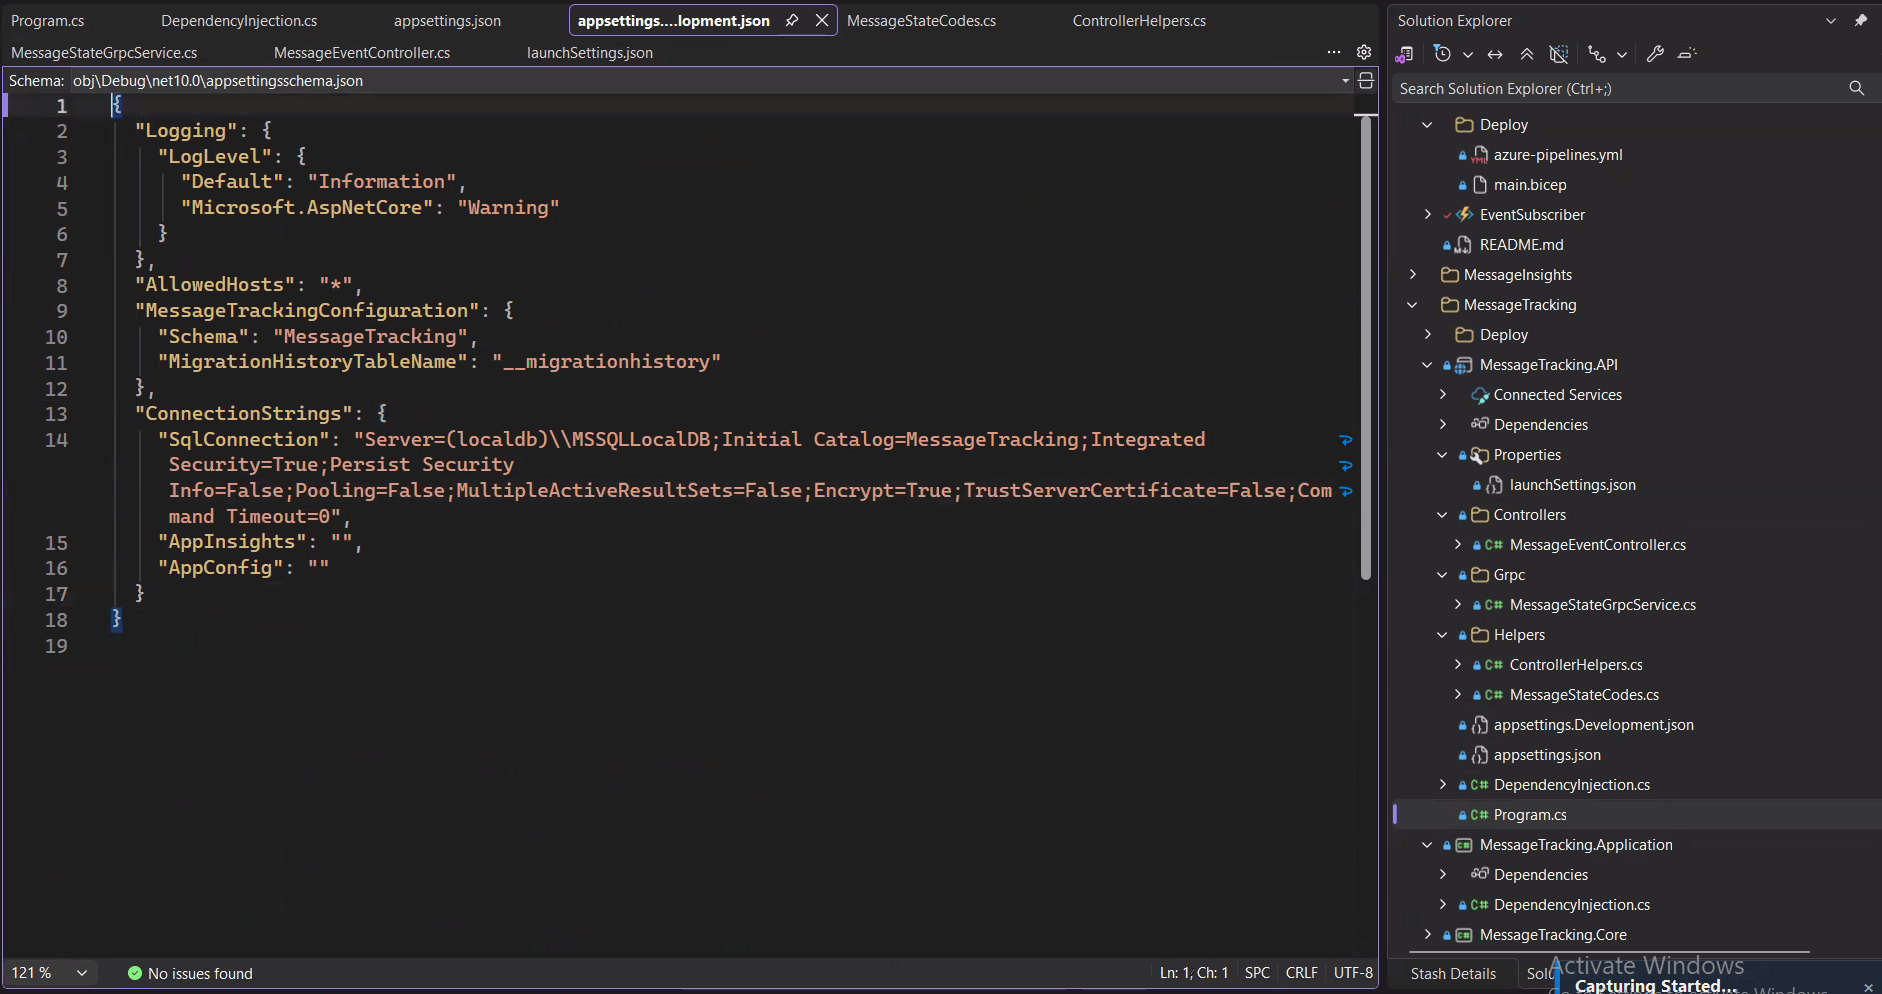 Program.cs DependencyInjection.cs appsettings.json appsettings....lopment.json MessageStateCodes.cs ControllerHelpers.cs
MessageStateGrpcService.cs MessageEventController.cs launchSettings.json
Schema: obj\Debug\net10.0\appsettingsschema.json
1 {
2 "Logging": {
3 "LogLevel": {
4 "Default": "Information",
5 "Microsoft.AspNetCore": "Warning"
6 }
7 },
8 "AllowedHosts": "*",
9 "MessageTrackingConfiguration": {
10 "Schema": "MessageTracking",
11 "MigrationHistoryTableName": "__migrationhistory"
12 },
13 "ConnectionStrings": {
14 "SqlConnection": "Server=(localdb)\\MSSQLLocalDB;Initial Catalog=MessageTracking;Integrated
Security=True;Persist Security
Info=False;Pooling=False;MultipleActiveResultSets=False;Encrypt=True;TrustServerCertificate=False;Com
mand Timeout=0",
15 "AppInsights": "",
16 "AppConfig": ""
17 }
18 }
19
121 % No issues found Ln: 1, Ch: 1 SPC CRLF UTF-8
Solution Explorer
Search Solution Explorer (Ctrl+;)
Deploy
azure-pipelines.yml
main.bicep
EventSubscriber
README.md
MessageInsights
MessageTracking
Deploy
MessageTracking.API
Connected Services
Dependencies
Properties
launchSettings.json
Controllers
C# MessageEventController.cs
Grpc
C# MessageStateGrpcService.cs
Helpers
C# ControllerHelpers.cs
C# MessageStateCodes.cs
appsettings.Development.json
appsettings.json
C# DependencyInjection.cs
C# Program.cs
MessageTracking.Application
Dependencies
C# DependencyInjection.cs
MessageTracking.Core
Stash Details Solu
Activate Windows
Capturing Started...